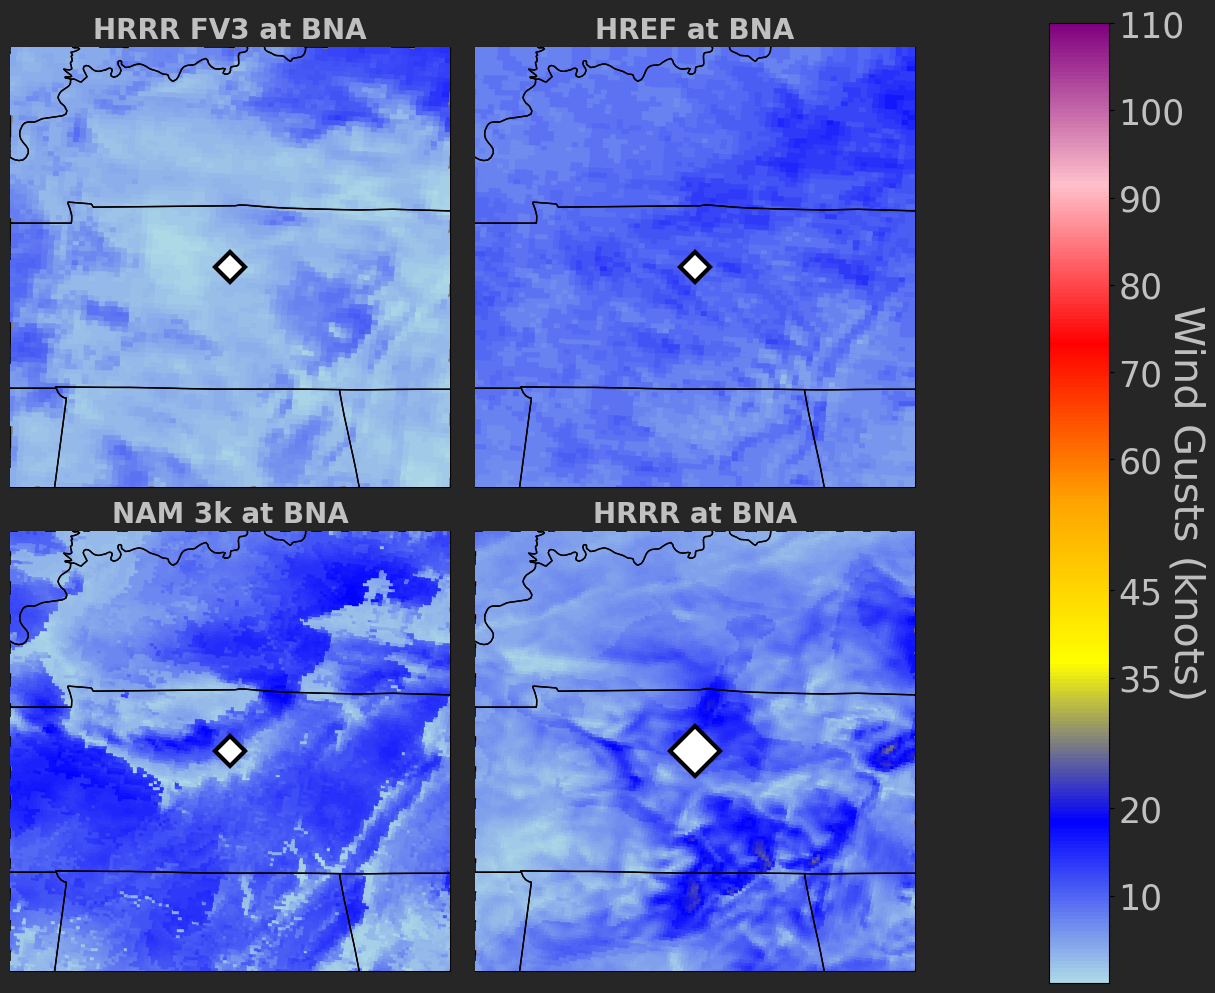 HRRR FV3 at BNA
HREF at BNA
NAM 3k at BNA
HRRR at BNA
110
100
90
80
70
60
45
35
20
10
Wind Gusts (knots)